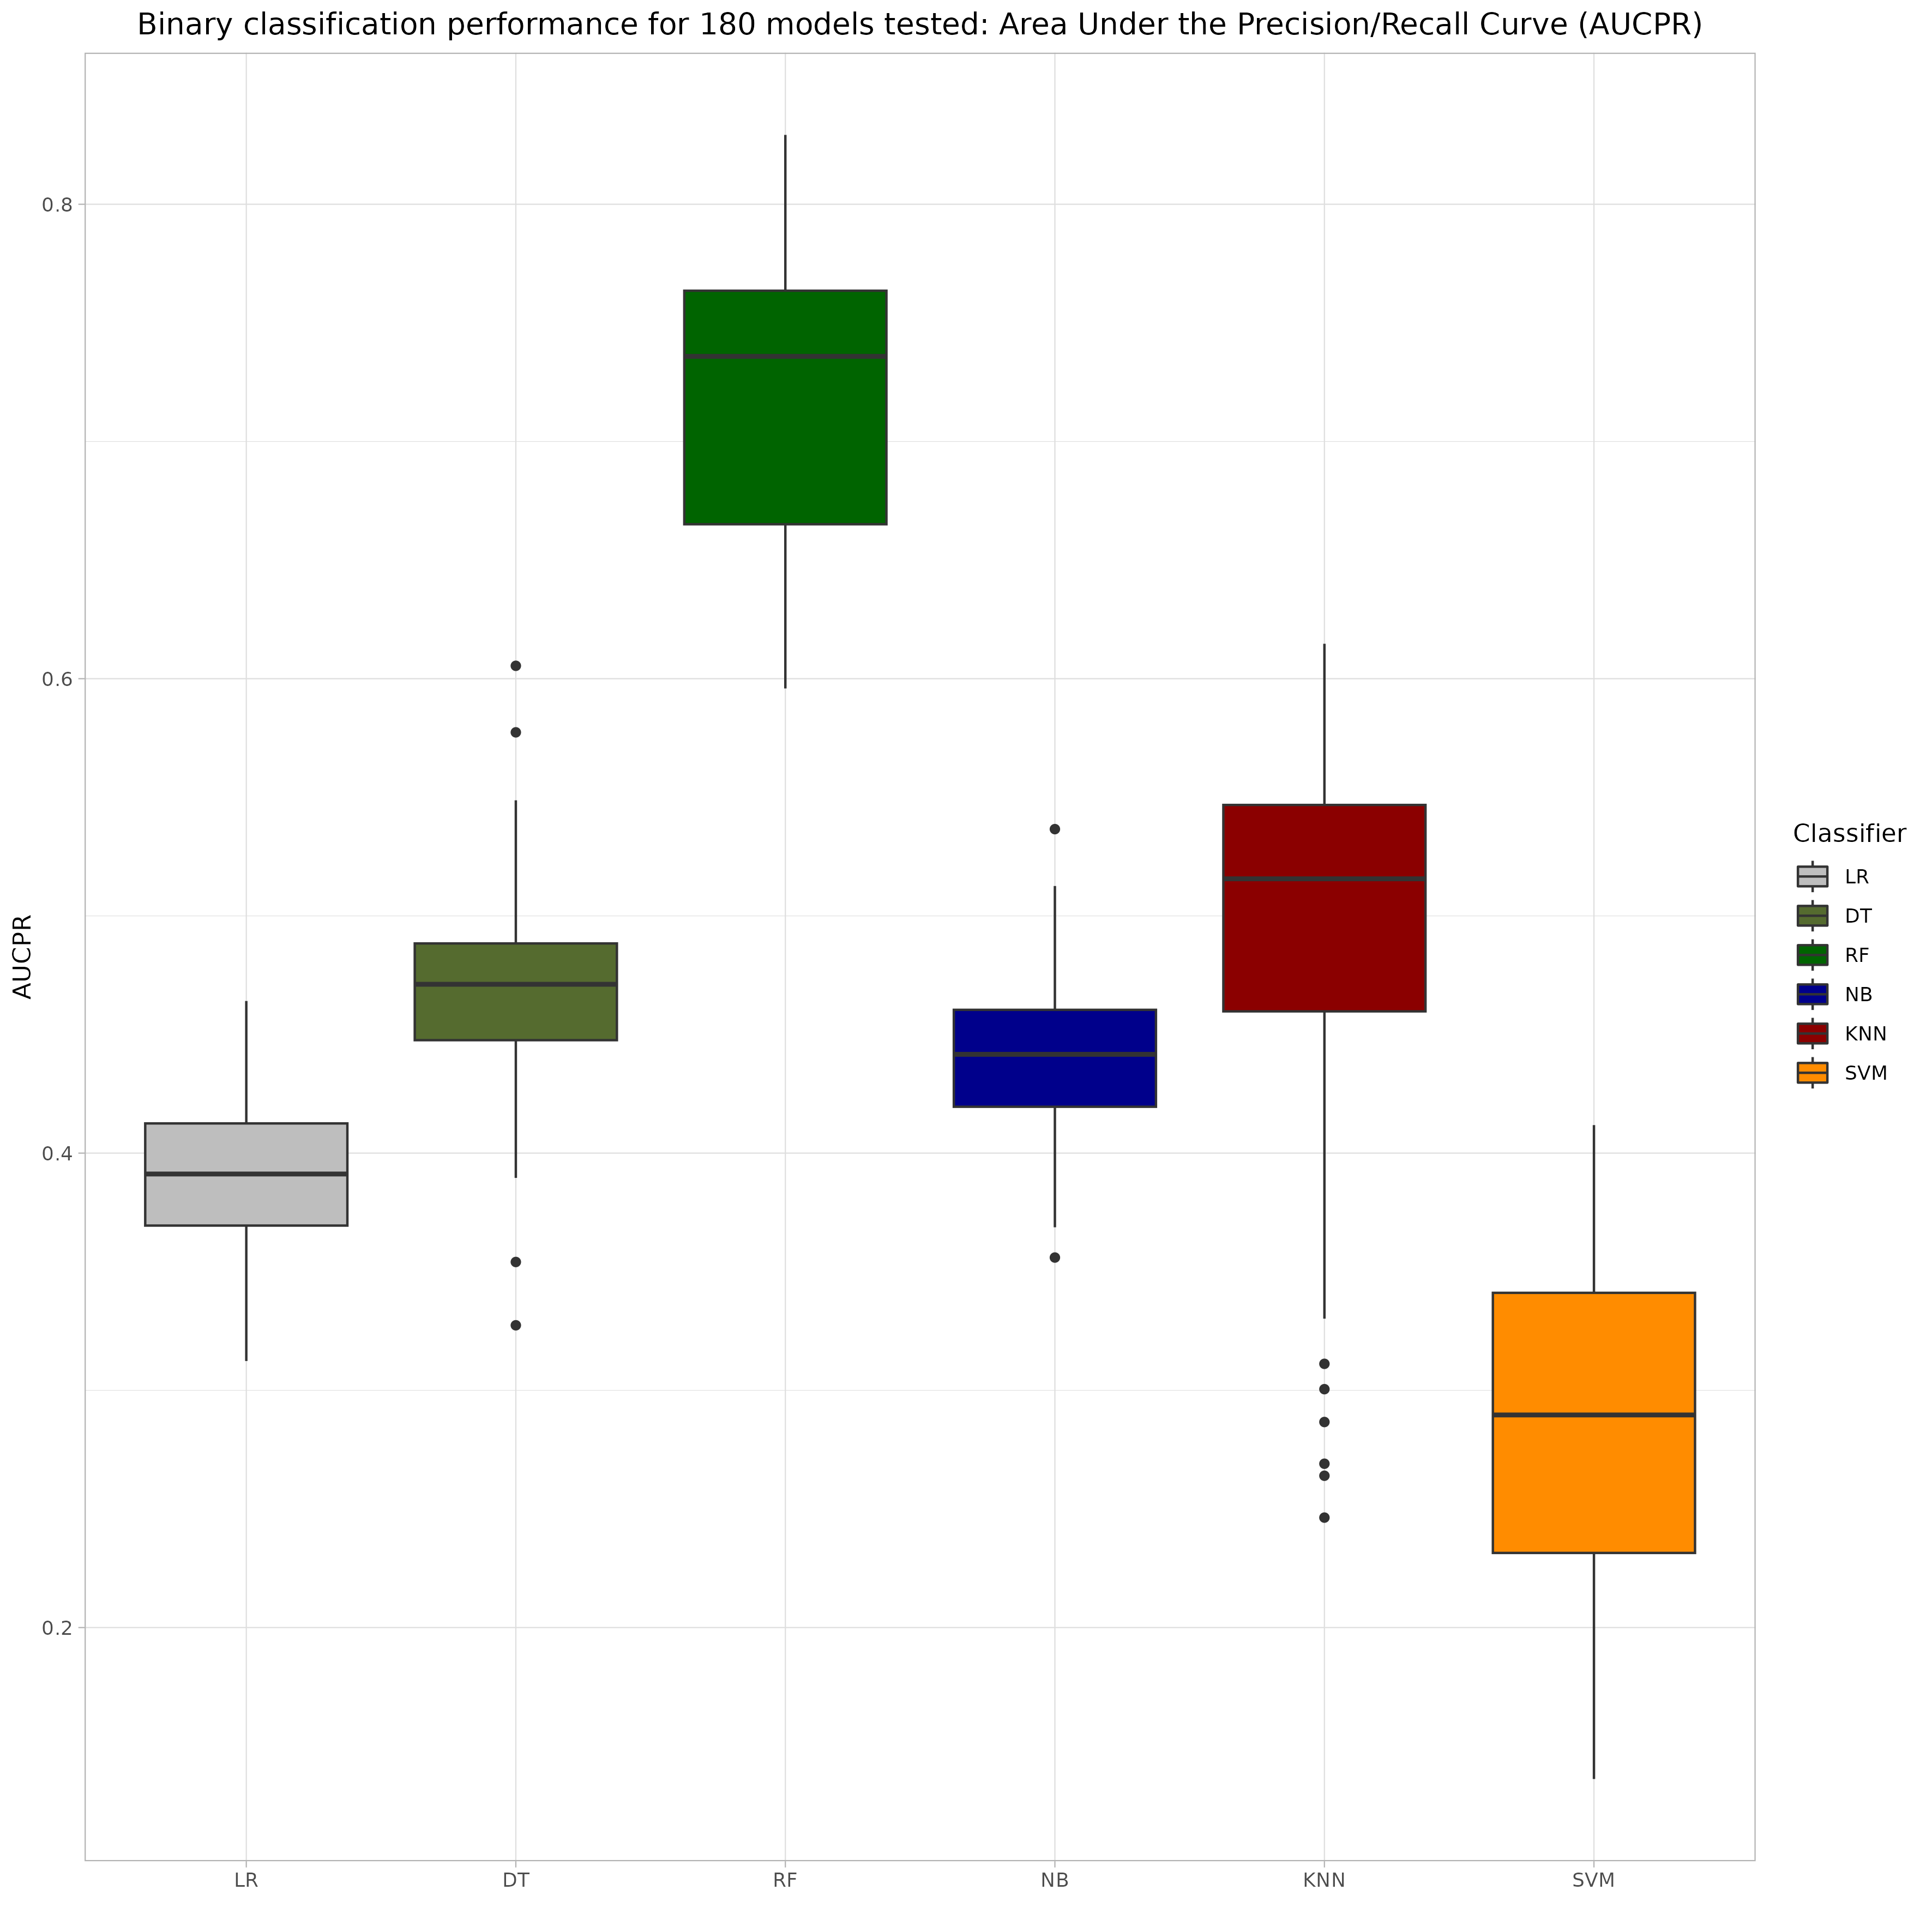 Binary classification performance for 180 models tested: Area Under the Precision/Recall Curve (AUCPR)
AUCPR
0.8
0.6
0.4
0.2
LR
DT
RF
NB
KNN
SVM
Classifier
LR
DT
RF
NB
KNN
SVM